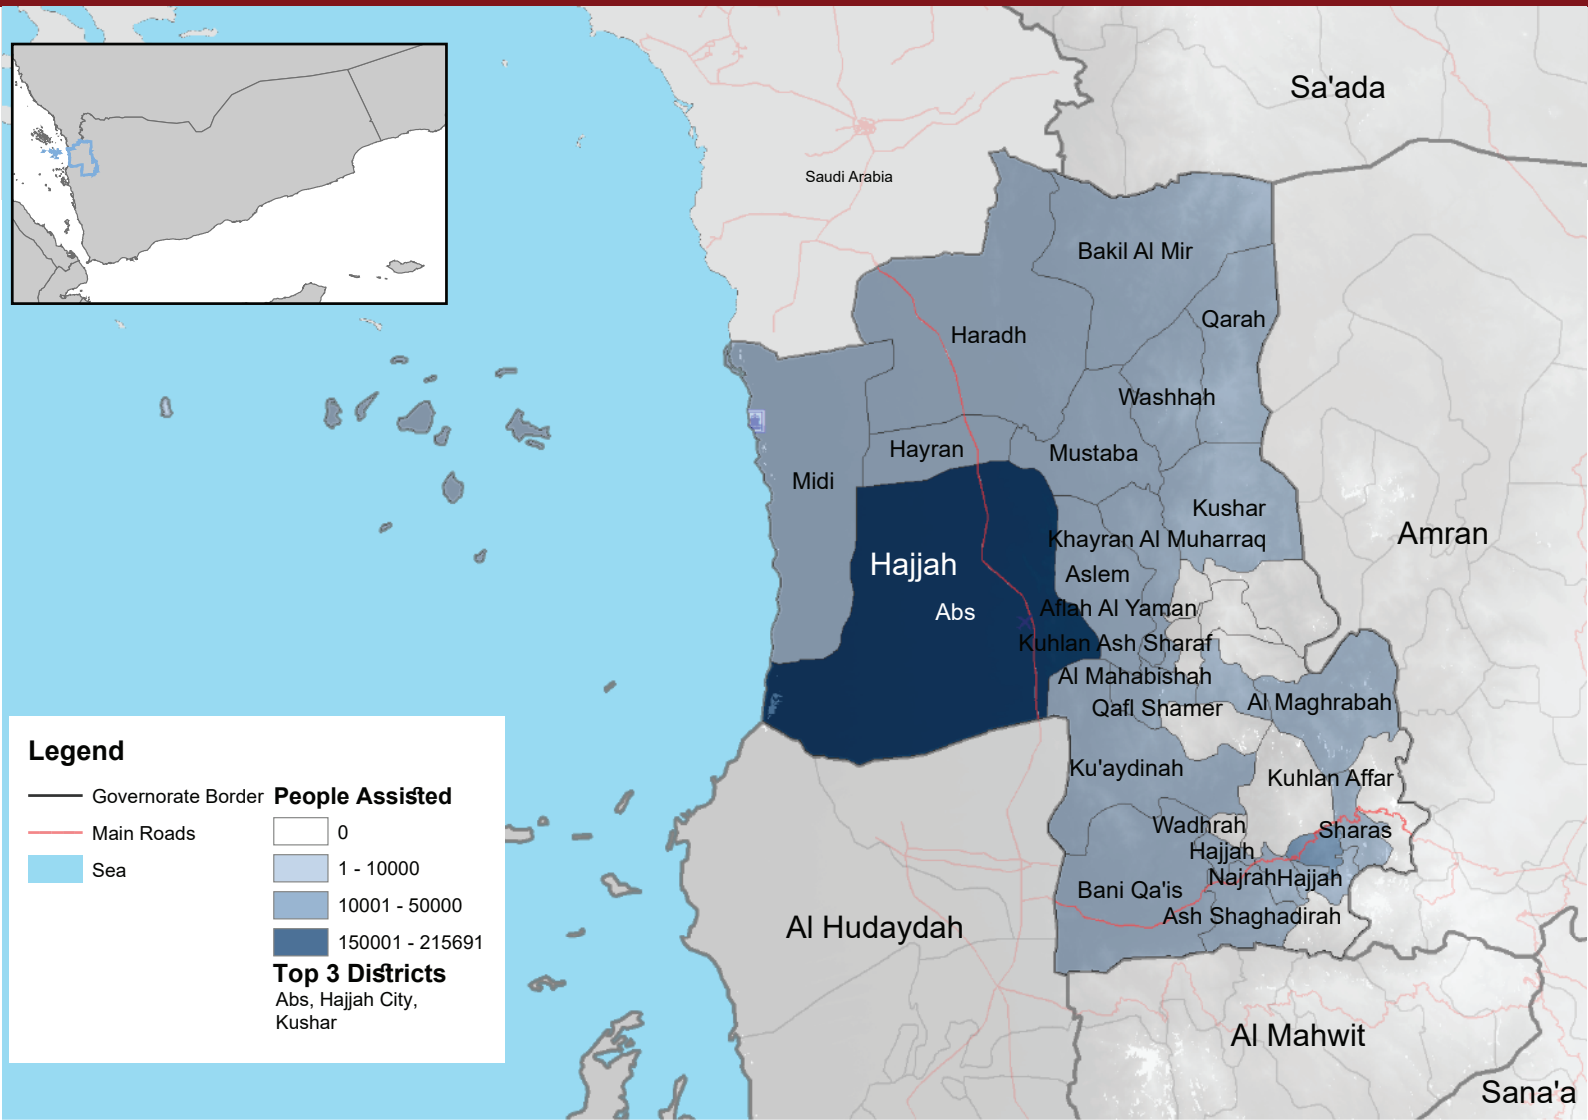 Sa'ada
Saudi Arabia
Bakil Al Mir
Qarah
Haradh
Washhah
Hayran
Mustaba
Midi
Kushar
Amran
Khayran Al Muharraq
Hajjah
Aslem
Abs
Aflah Al Yaman
Kuhlan Ash Sharaf
Al Mahabishah
Qafl Shamer
Al Maghrabah
Ku'aydinah
Kuhlan Affar
Wadhrah
Sharas
Hajjah
Najrah
Hajjah
Bani Qa'is
Ash Shaghadirah
Al Hudaydah
Al Mahwit
Sana'a
Legend
Governorate Border
Main Roads
Sea
People Assisted
0
1 - 10000
10001 - 50000
150001 - 215691
Top 3 Districts
Abs, Hajjah City,
Kushar